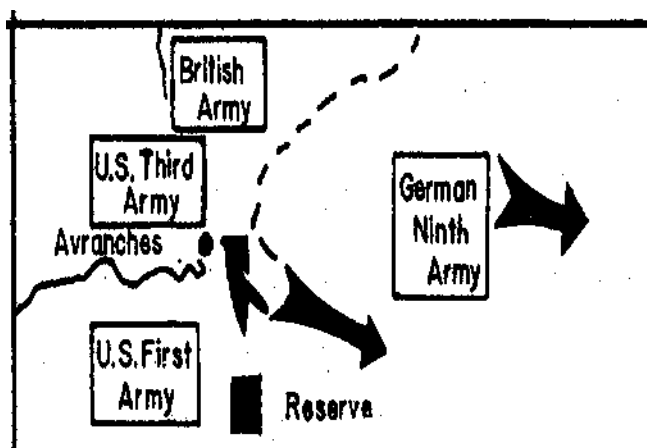 British
Army
U.S. Third
Army
Avranches
German
Ninth
Army
U.S. First
Army
Reserve